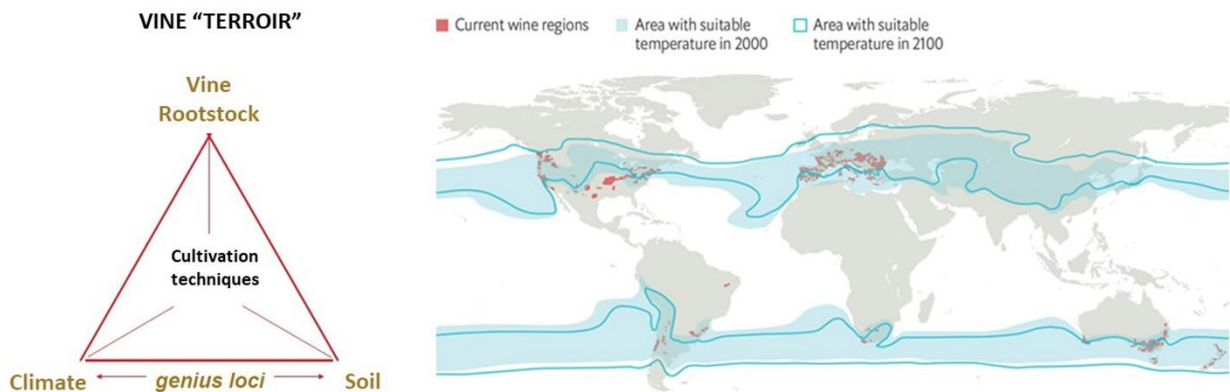 VINE “TERROIR”
Vine
Rootstock
Cultivation
techniques
Climate
genius loci
Soil
Current wine regions
Area with suitable
temperature in 2000
Area with suitable
temperature in 2100